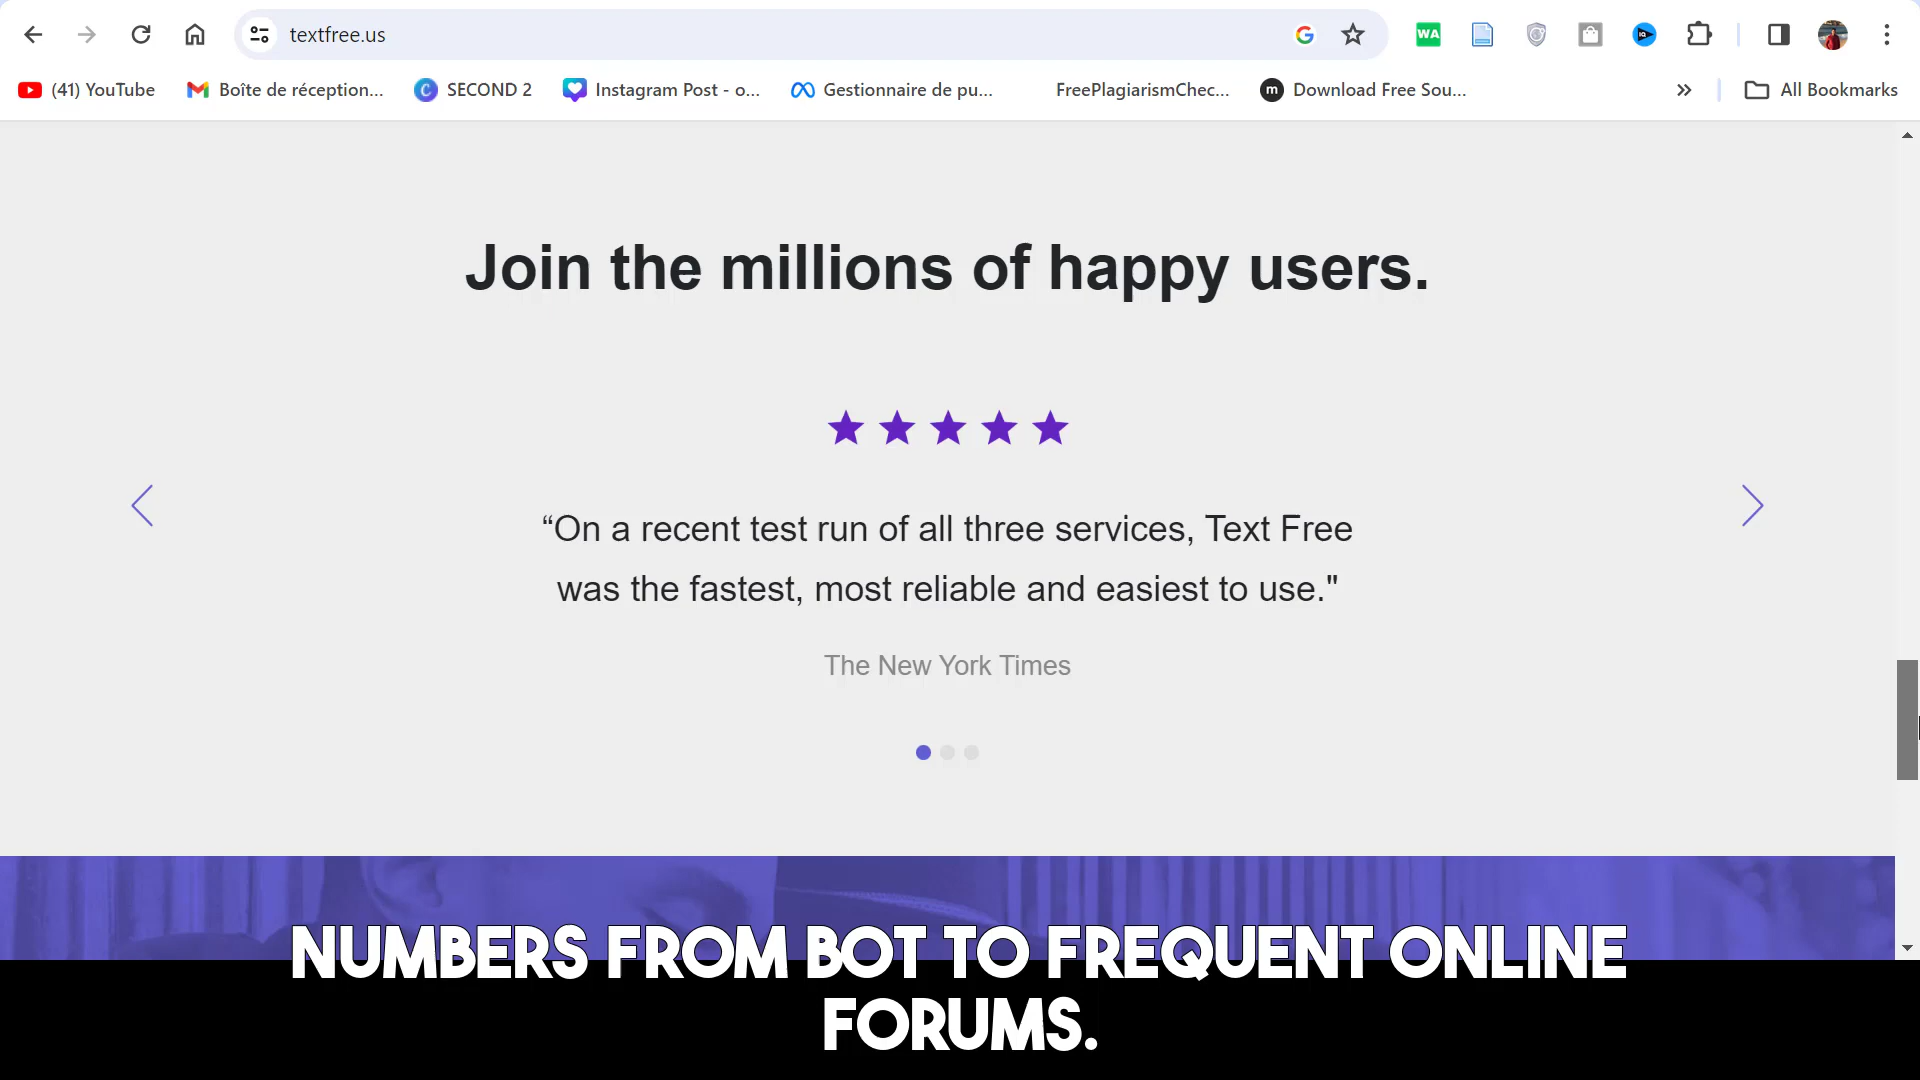 textfree.us
WA
(41) YouTube
Boîte de réception...
SECOND 2
Instagram Post - o...
Gestionnaire de pu...
FreePlagiarismChec...
Download Free Sou...
All Bookmarks
Join the millions of happy users.
“On a recent test run of all three services, Text Free
was the fastest, most reliable and easiest to use."
The New York Times
NUMBERS FROM BOT TO FREQUENT ONLINE
FORUMS.